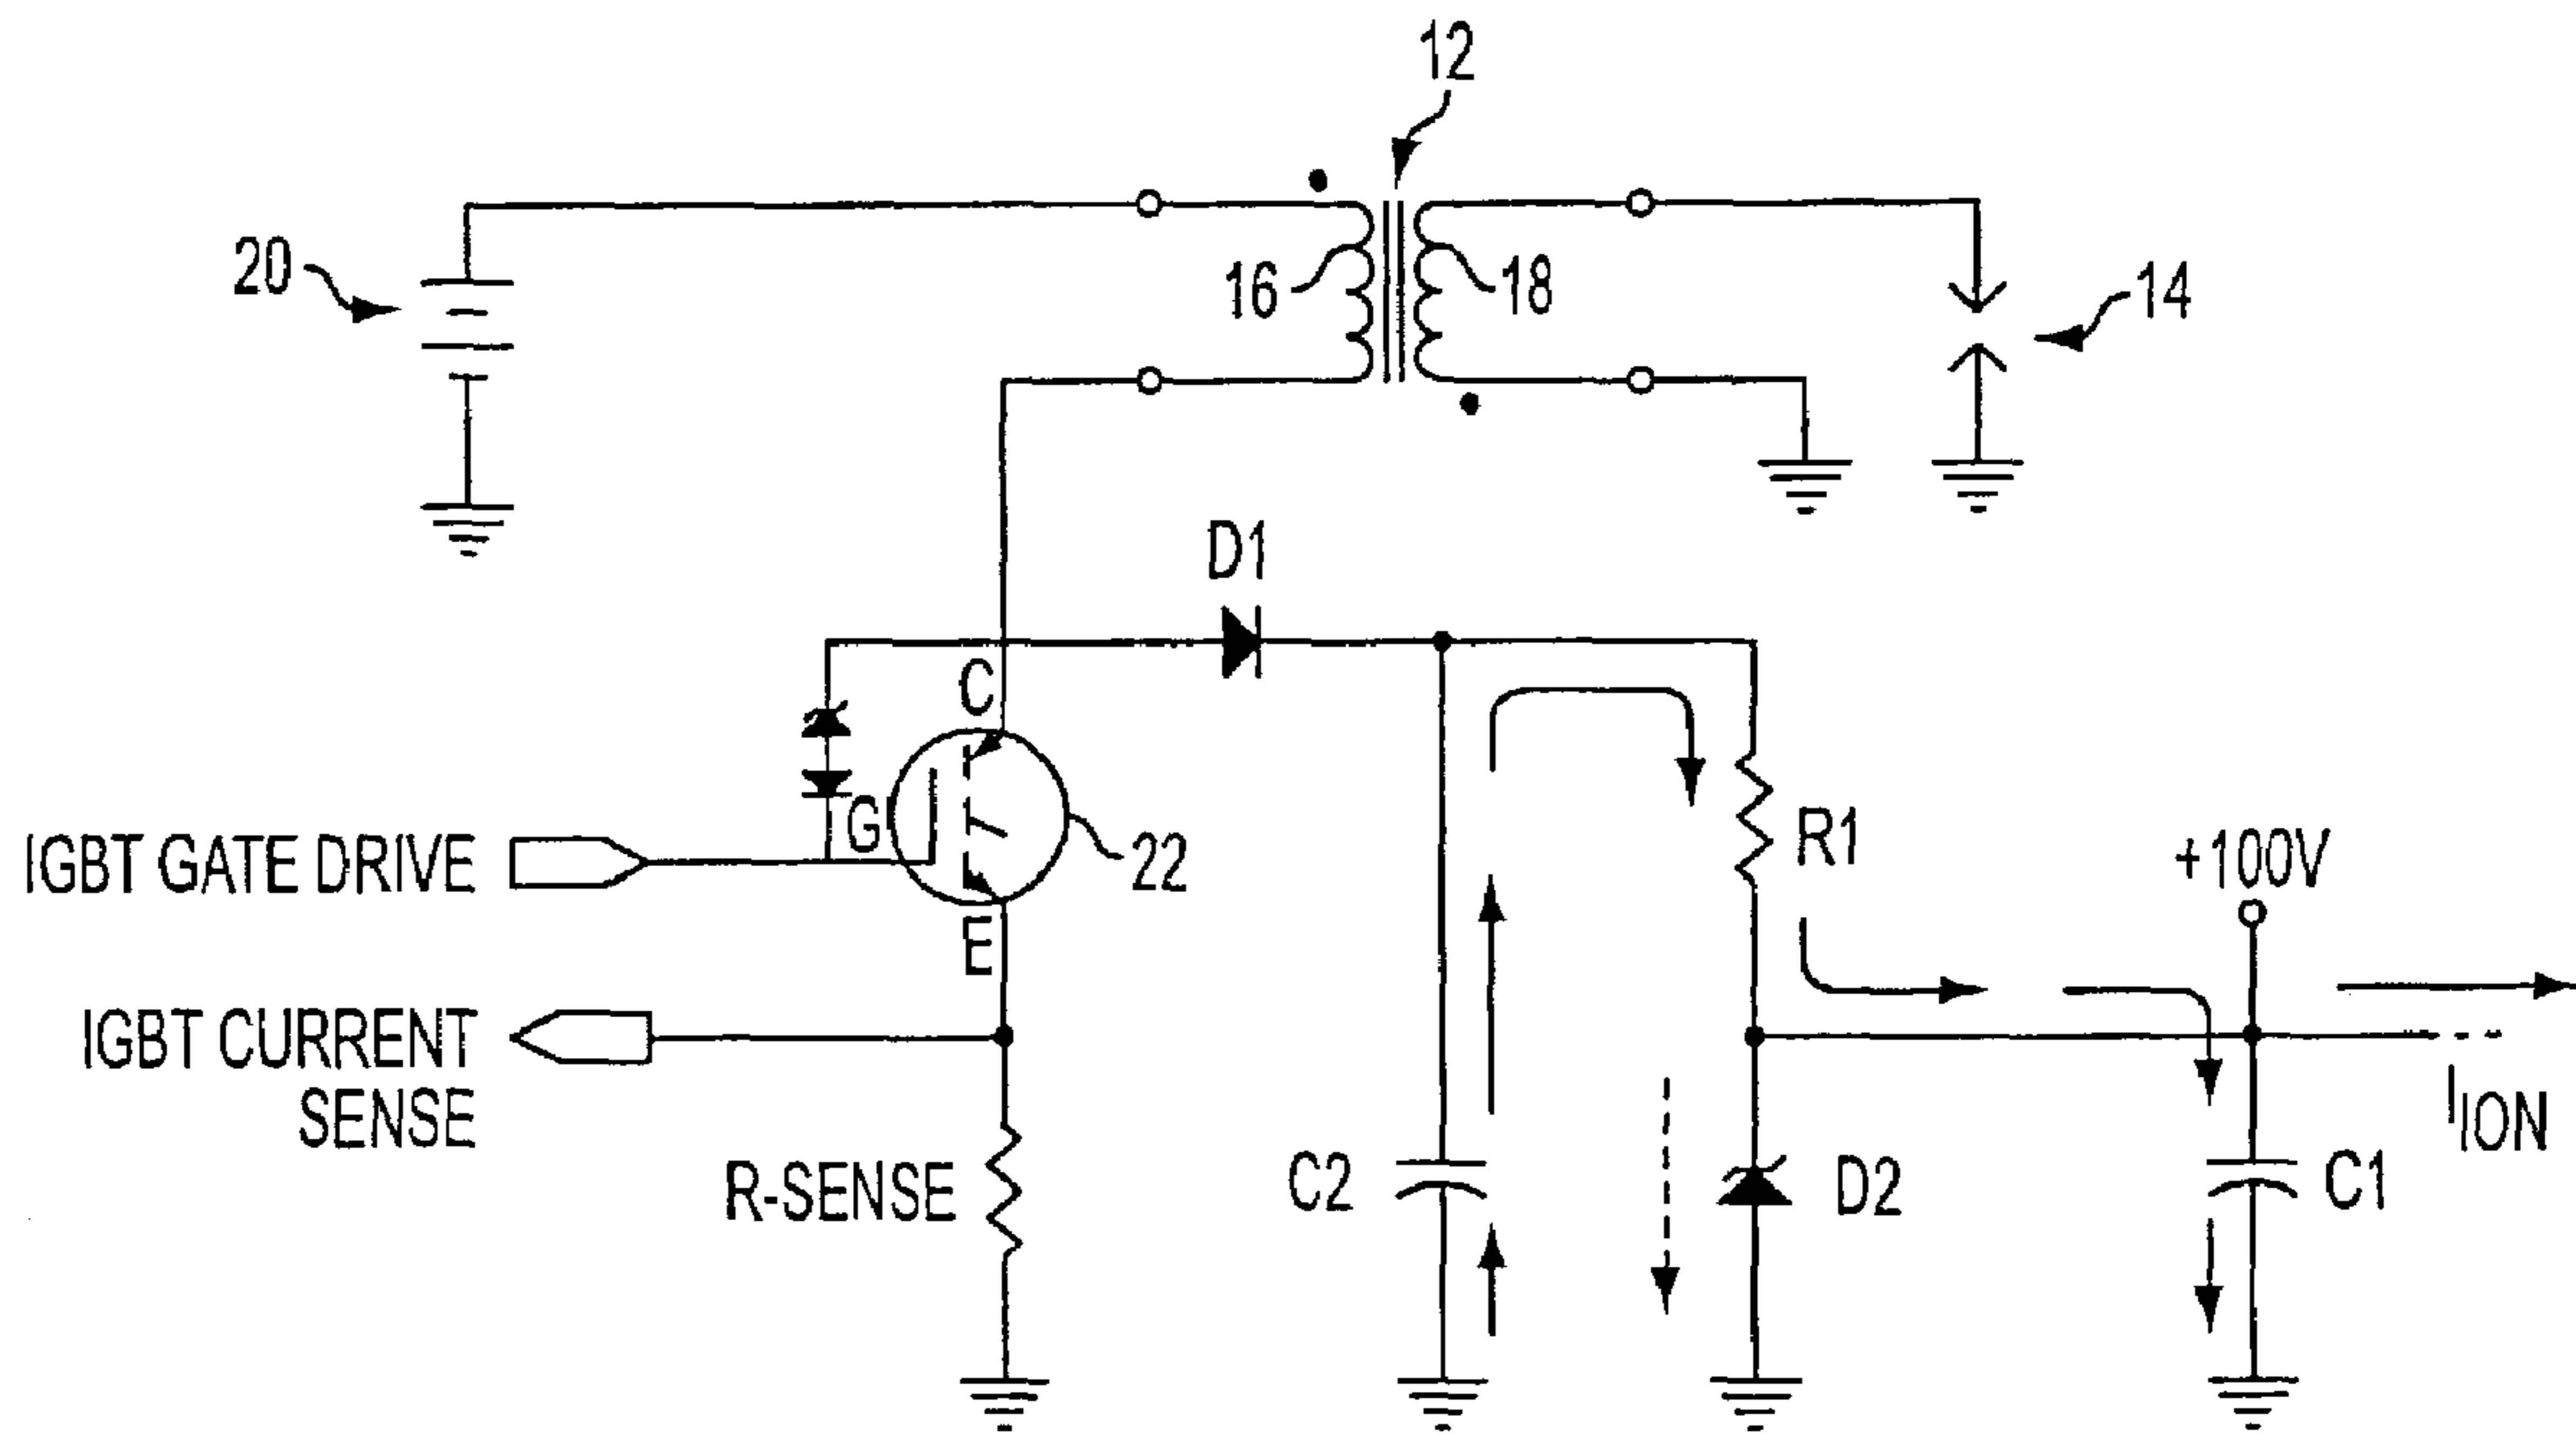 12
20
16
18
14
D1
C
G
22
IGBT GATE DRIVE
R1
+100V
E
IGBT CURRENT
SENSE
I ION
R-SENSE
C2
D2
C1